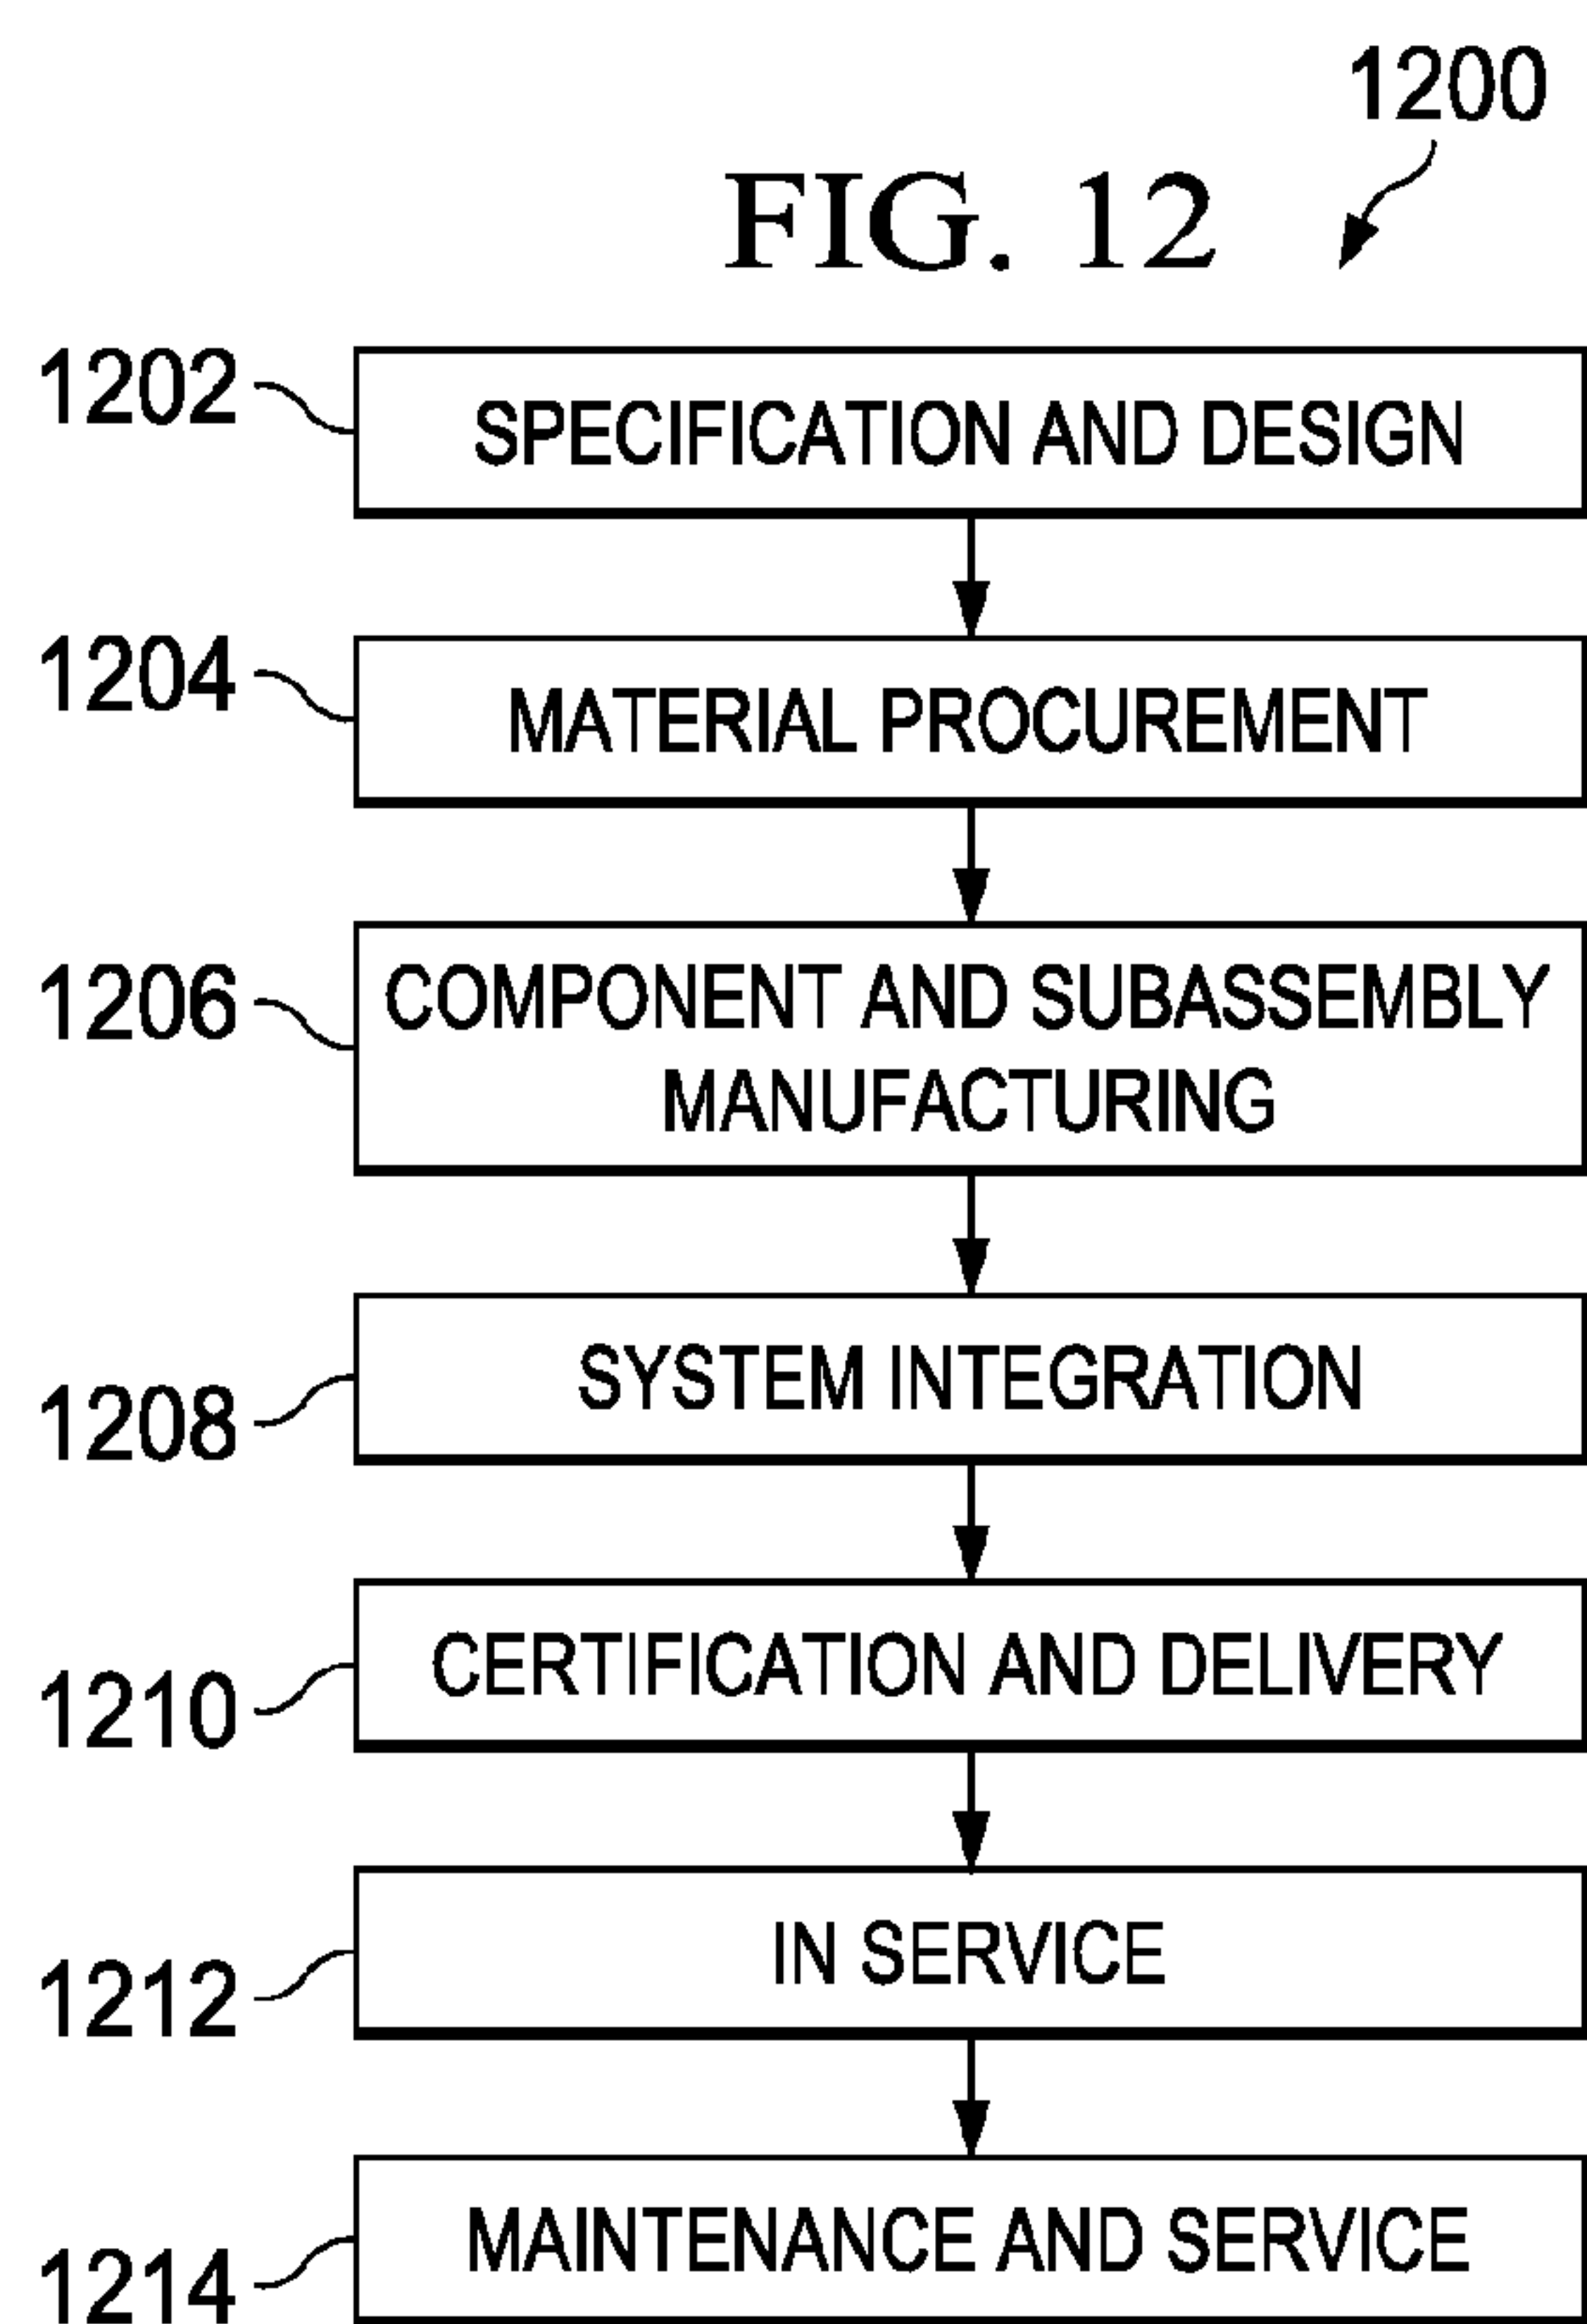 1200
FIG. 12
1202
SPECIFICATION AND DESIGN
1204
MATERIAL PROCUREMENT
1206
COMPONENT AND SUBASSEMBLY
MANUFACTURING
1208
SYSTEM INTEGRATION
1210
CERTIFICATION AND DELIVERY
1212
IN SERVICE
1214
MAINTENANCE AND SERVICE